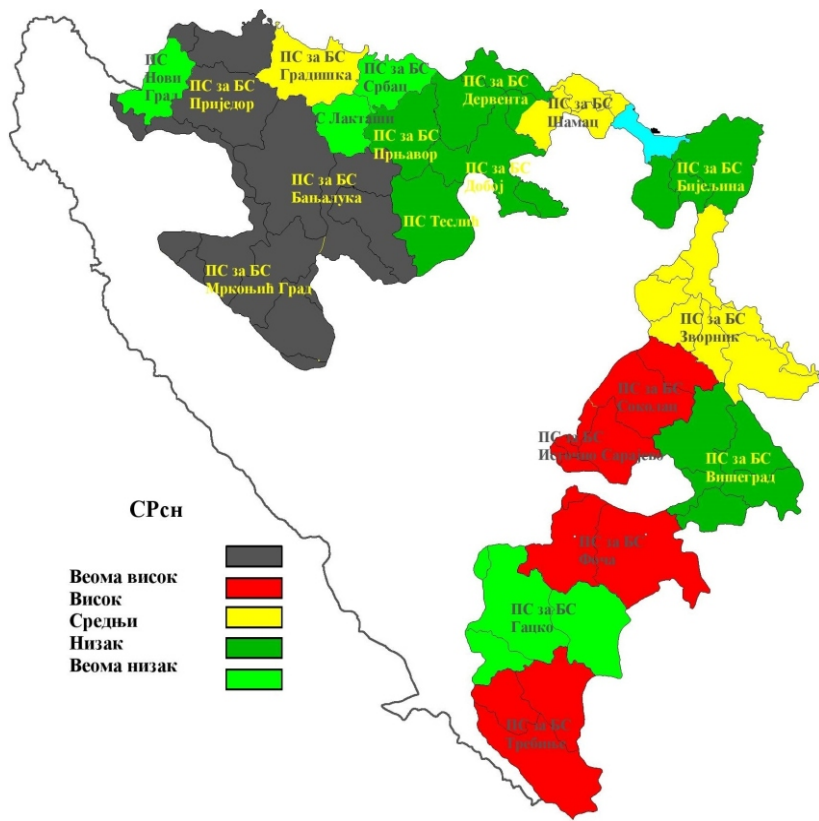 ПС
Нови
Град
ПС за БС
Приједор
ПС за БС
Градишка
ПС за БС
Србац
С Лакташи
ПС за БС
Прњавор
ПС за БС
Дервента
ПС за БС
Шамац
ПС за БС
Добој
ПС за БС
Бијељина
ПС за БС
Бањалука
ПС Теслић
ПС за БС
Мркоњић Град
ПС за БС
Зворник
ПС за БС
Соколац
ПС за БС
Источно Сарајево
ПС за БС
Вишеград
ПС за БС
Фоча
ПС за БС
Гацко
ПС за БС
Требиње
СРсн
Веома висок
Висок
Средњи
Низак
Веома низак